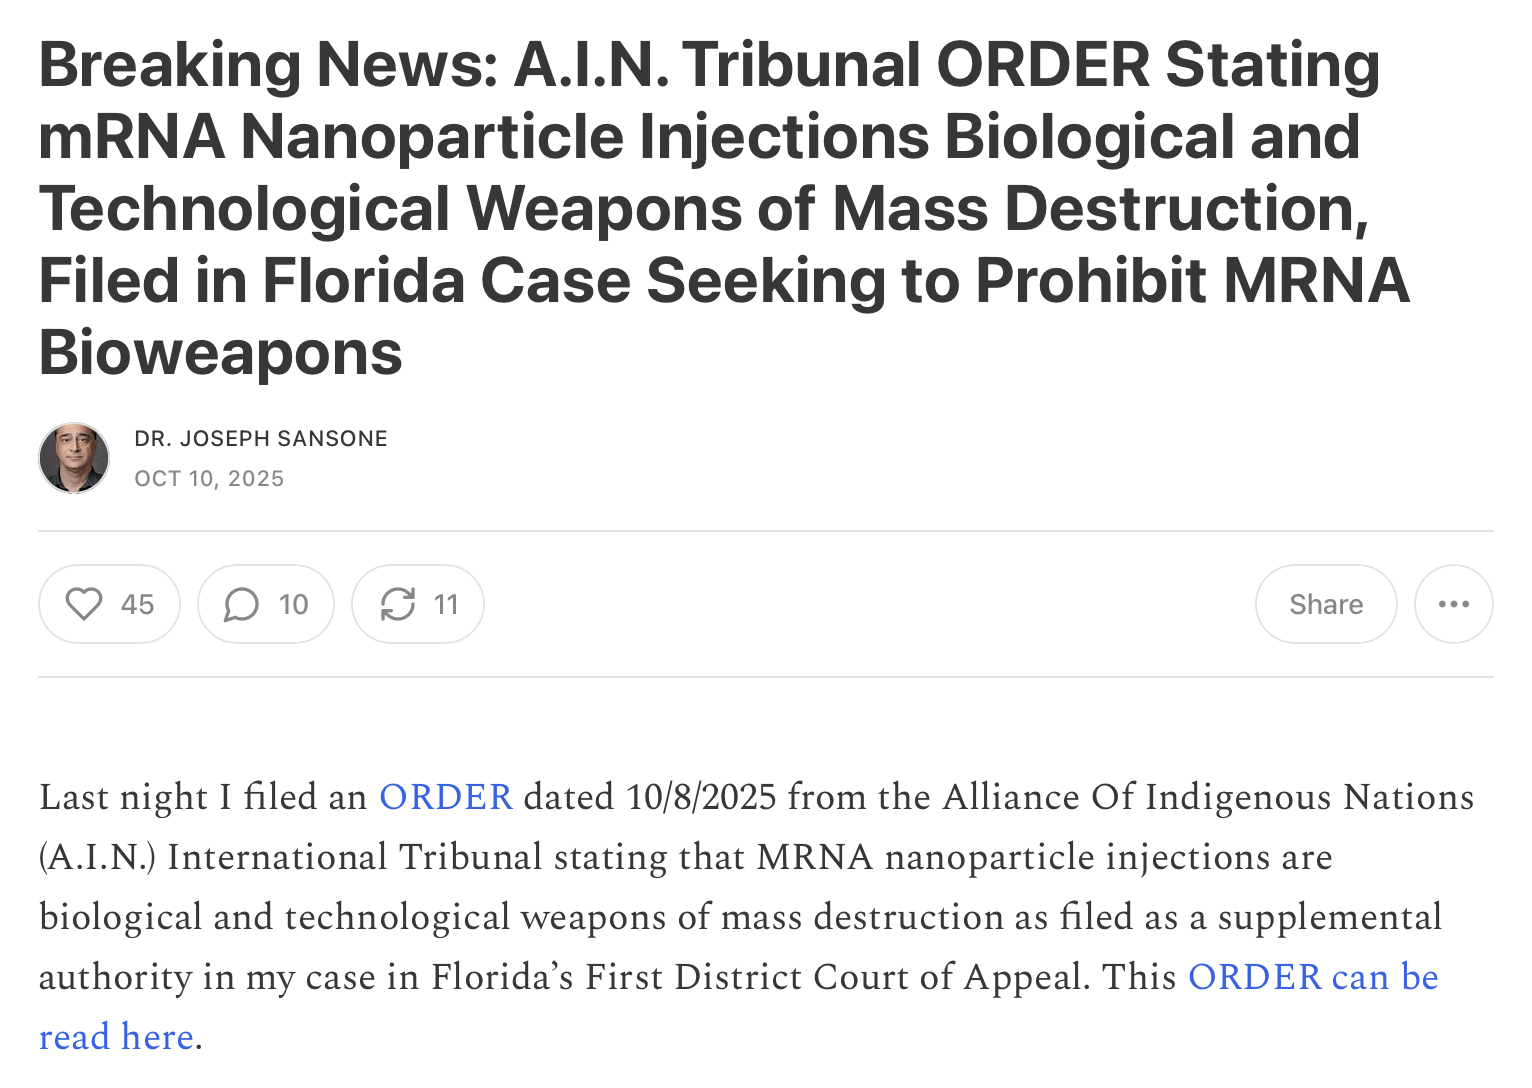 Breaking News: A.I.N. Tribunal ORDER Stating
mRNA Nanoparticle Injections Biological and
Technological Weapons of Mass Destruction,
Filed in Florida Case Seeking to Prohibit MRNA
Bioweapons
DR. JOSEPH SANSONE
OCT 10, 2025
45 10 11 Share
Last night I filed an ORDER dated 10/8/2025 from the Alliance Of Indigenous Nations
(A.I.N.) International Tribunal stating that MRNA nanoparticle injections are
biological and technological weapons of mass destruction as filed as a supplemental
authority in my case in Florida’s First District Court of Appeal. This ORDER can be
read here.